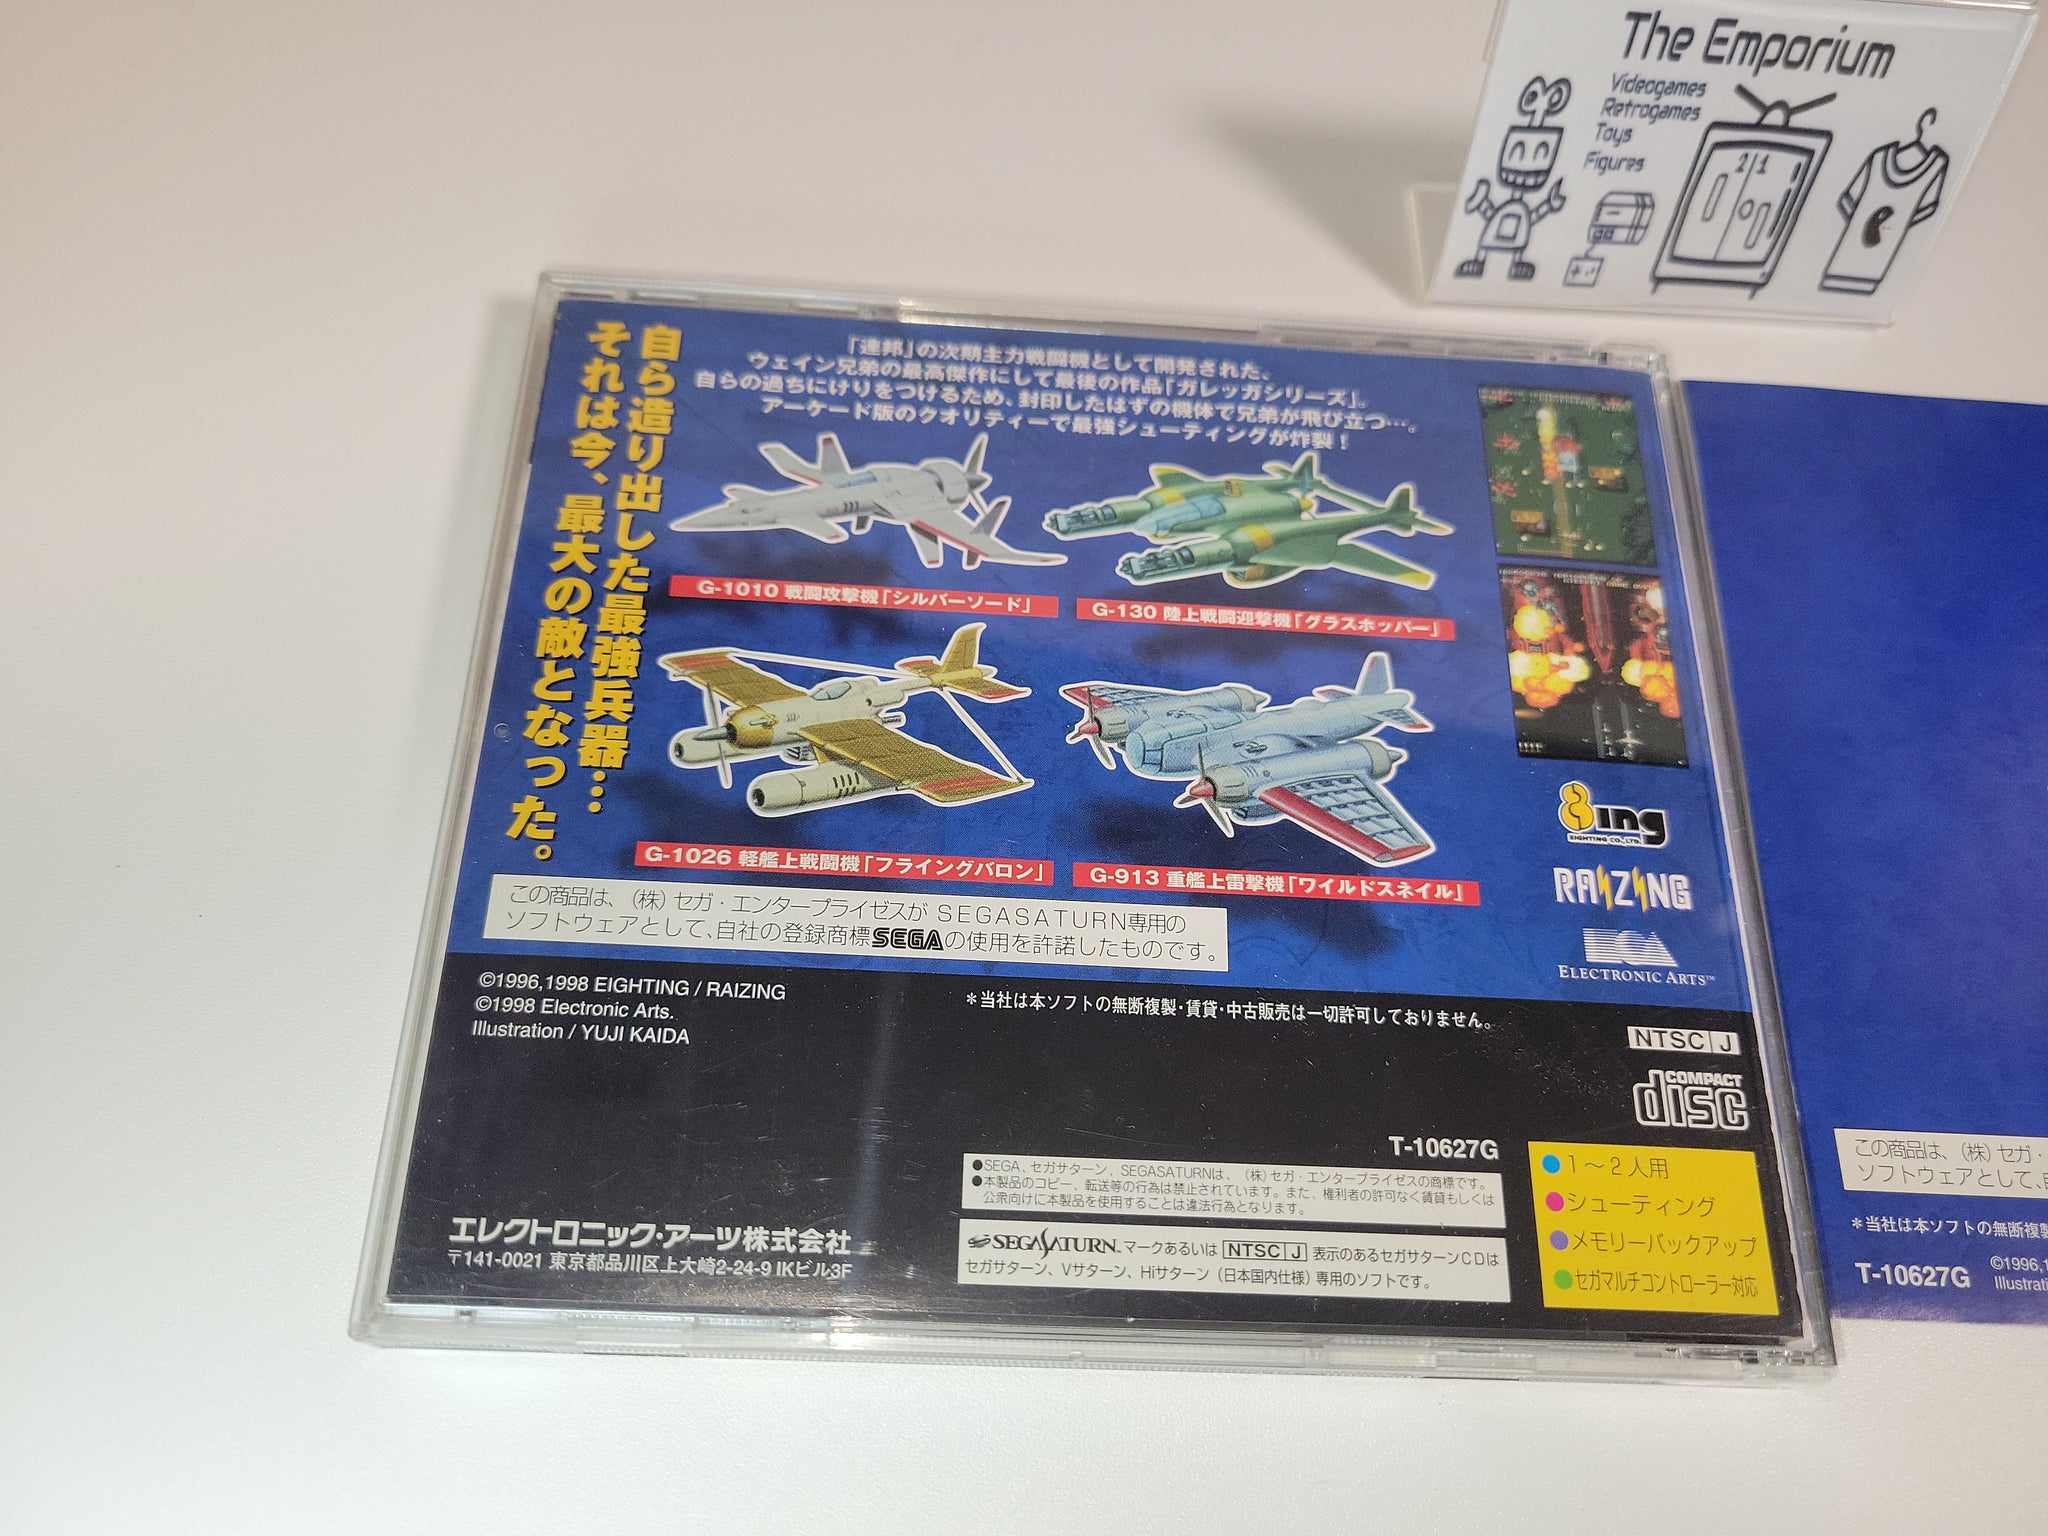 The Emporium
Videogames
Retrogames
Toys
Figures
21
自ら造り出した最強兵器…
それは今、最大の敵となった。
「連邦」の次期主力戦闘機として開発された、
ウェイン兄弟の最高傑作にして最後の作品「ガレッガシリーズ」。
自らの過ちにけりをつけるため、封印したはずの機体で兄弟が飛び立つ…。
アーケード版のクオリティーで最強シューティングが炸裂!
G-1010 戦闘攻撃機「シルバーソード」
G-130 陸上戦闘迎撃機「グラスホッパー」
G-1026 軽艦上戦闘機「フライングバロン」
G-913 重艦上雷撃機「ワイルドスネイル」
8ing
EIGHTING CO.,LTD.
RAIZING
ELECTRONIC ARTS™
この商品は、(株)セガ・エンタープライゼスがSEGASATURN専用の
ソフトウェアとして、自社の登録商標SEGAの使用を許諾したものです。
©1996,1998 EIGHTING / RAIZING
©1998 Electronic Arts.
Illustration / YUJI KAIDA
*当社は本ソフトの無断複製・賃貸・中古販売は一切許可しておりません。
NTSC J
COMPACT
disc
T-10627G
●SEGA、セガサターン、SEGASATURNは、(株)セガ・エンタープライゼスの商標です。
●本製品のコピー、転送等の行為は禁止されています。また、権利者の許可なく賃貸もしくは
公衆向けに本製品を使用することは違法行為となります。
SEGASATURN™マークあるいは NTSC J 表示のあるセガサターンCDは
セガサターン、Vサターン、Hiサターン(日本国内仕様)専用のソフトです。
●1〜2人用
●シューティング
●メモリーバックアップ
●セガマルチコントローラー対応
エレクトロニック・アーツ株式会社
〒141-0021 東京都品川区上大崎2-24-9 IKビル3F
この商品は、(株)セガ・
ソフトウェアとして、
*当社は本ソフトの無断複製
T-10627G
©1996,1
Illustrati